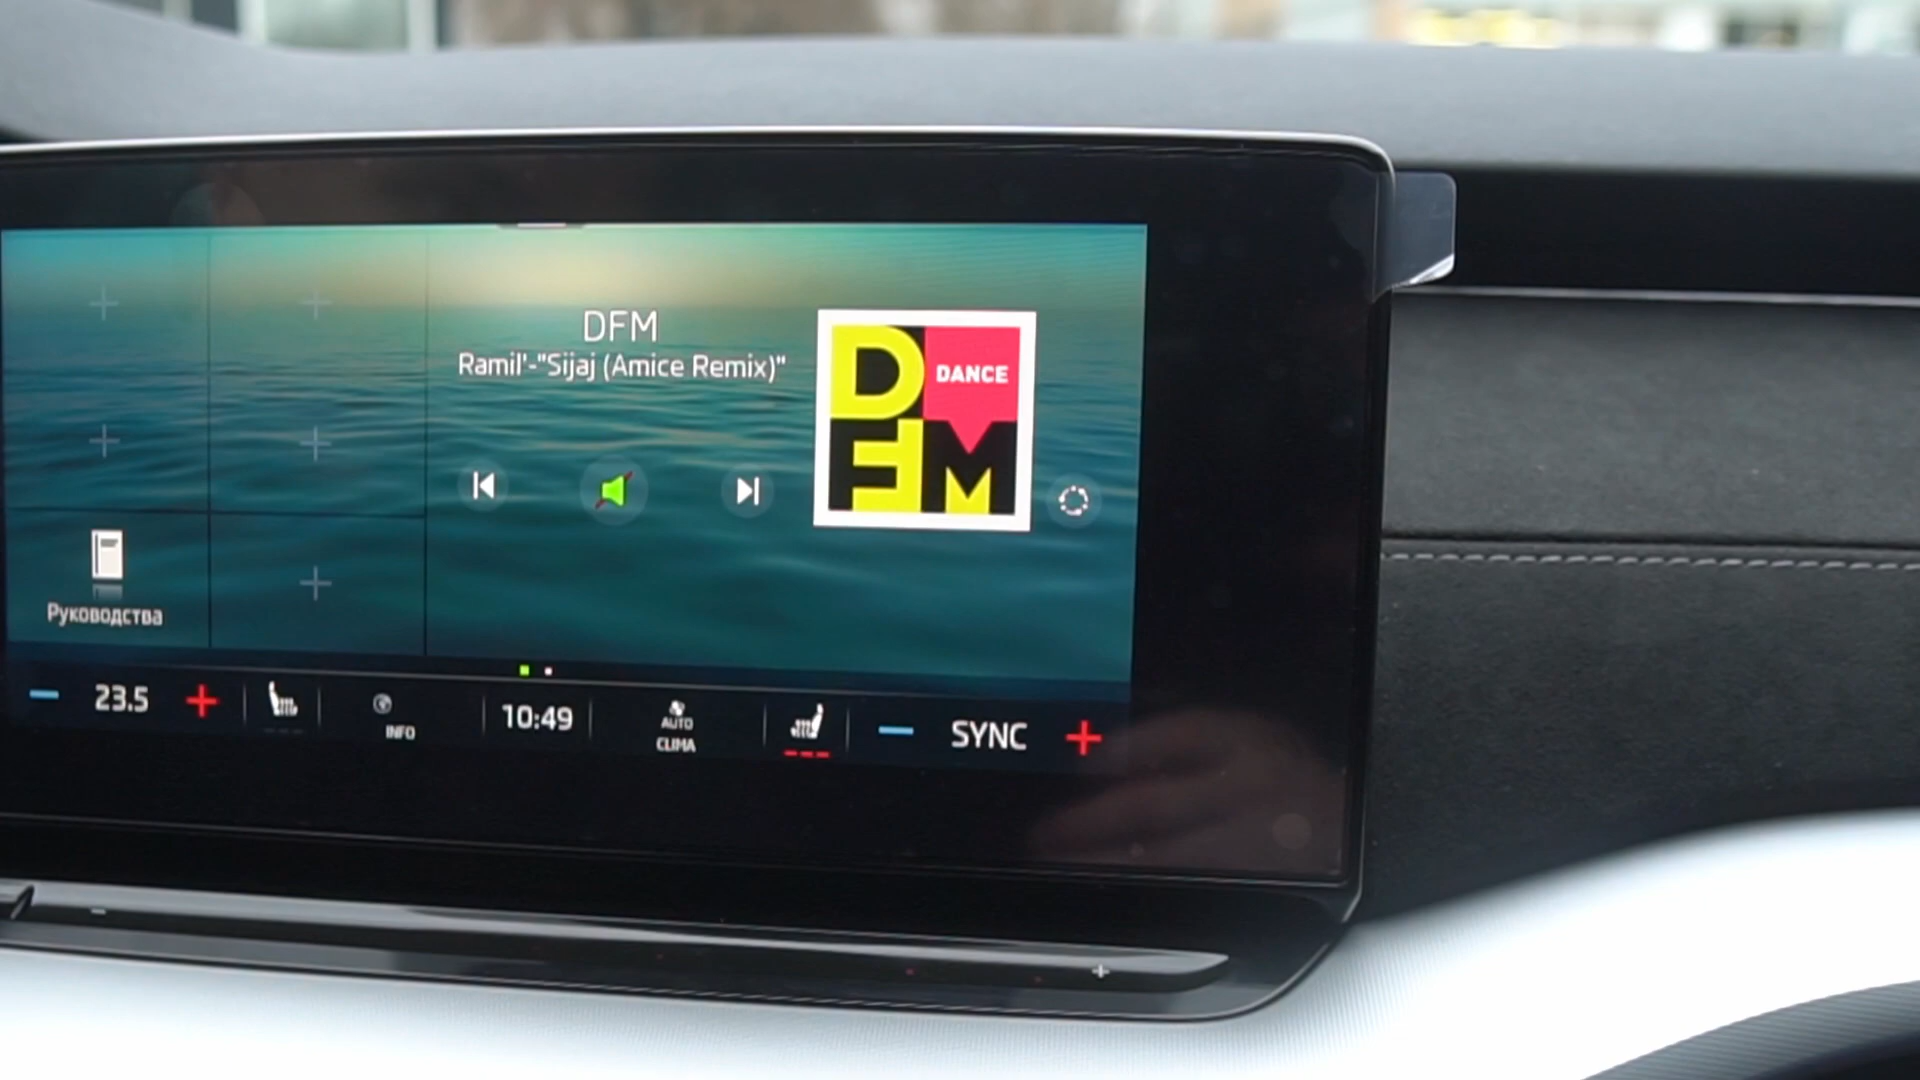 DFM
Ramil'-"Sijaj (Amice Remix)"
D DANCE
FM
Руководства
23.5
INFO
10:49
AUTO
CLIMA
SYNC